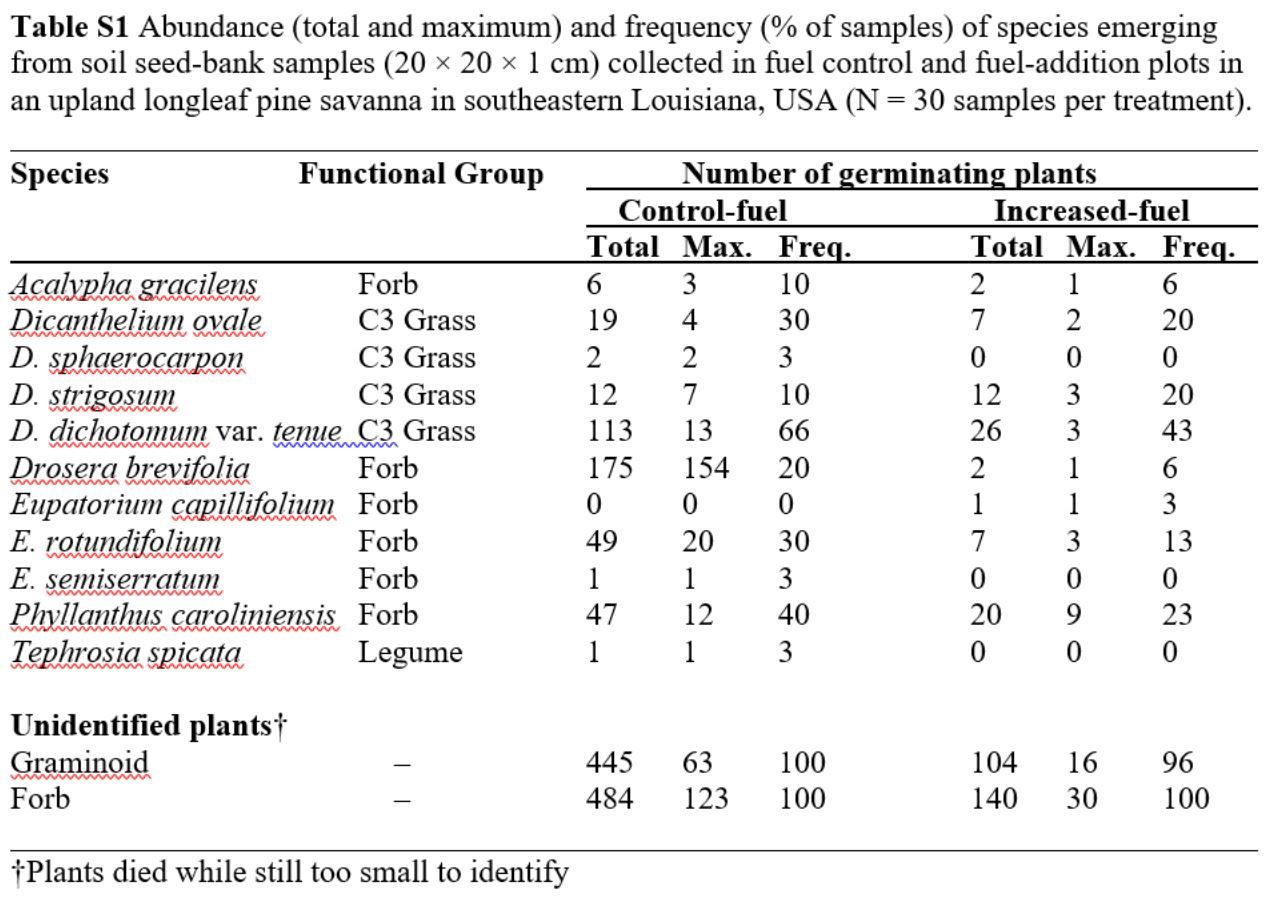 Table S1 Abundance (total and maximum) and frequency (% of samples) of species emerging
from soil seed-bank samples (20 × 20 × 1 cm) collected in fuel control and fuel-addition plots in
an upland longleaf pine savanna in southeastern Louisiana, USA (N = 30 samples per treatment).
Species Functional Group Number of germinating plants
Control-fuel Increased-fuel
Total Max. Freq. Total Max. Freq.
Acalypha gracilens Forb 6 3 10 2 1 6
Dicanthelium ovale C3 Grass 19 4 30 7 2 20
D. sphaerocarpon C3 Grass 2 2 3 0 0 0
D. strigosum C3 Grass 12 7 10 12 3 20
D. dichotomum var. tenue C3 Grass 113 13 66 26 3 43
Drosera brevifolia Forb 175 154 20 2 1 6
Eupatorium capillifolium Forb 0 0 0 1 1 3
E. rotundifolium Forb 49 20 30 7 3 13
E. semiserratum Forb 1 1 3 0 0 0
Phyllanthus caroliniensis Forb 47 12 40 20 9 23
Tephrosia spicata Legume 1 1 3 0 0 0
Unidentified plants†
Graminoid – 445 63 100 104 16 96
Forb – 484 123 100 140 30 100
†Plants died while still too small to identify